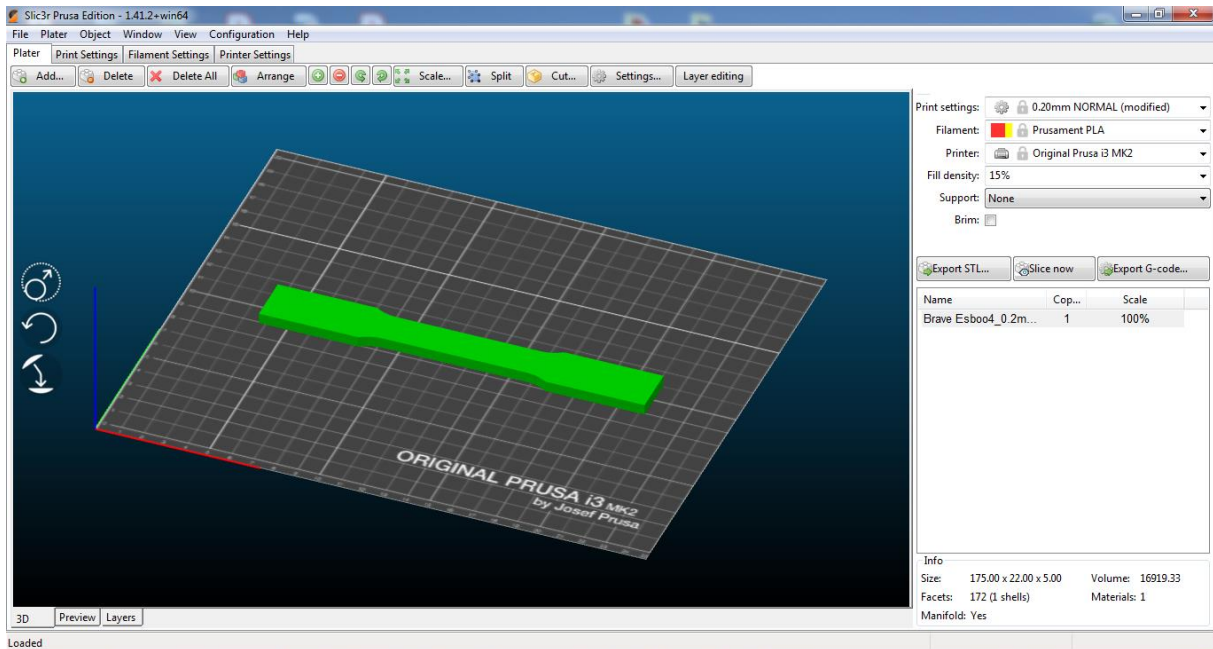 Slic3r Prusa Edition - 1.41.2+win64
File Plater Object Window View Configuration Help
Plater Print Settings Filament Settings Printer Settings
Add... Delete Delete All Arrange Scale... Split Cut... Settings... Layer editing
Print settings: 0.20mm NORMAL (modified)
Filament: Prusament PLA
Printer: Original Prusa i3 MK2
Fill density: 15%
Support: None
Brim:
Export STL... Slice now Export G-code...
Name Cop... Scale
Brave Esboo4_0.2m... 1 100%
ORIGINAL PRUSA i3 MK2
by Josef Prusa
Info
Size: 175.00 x 22.00 x 5.00 Volume: 16919.33
Facets: 172 (1 shells) Materials: 1
Manifold: Yes
3D Preview Layers
Loaded